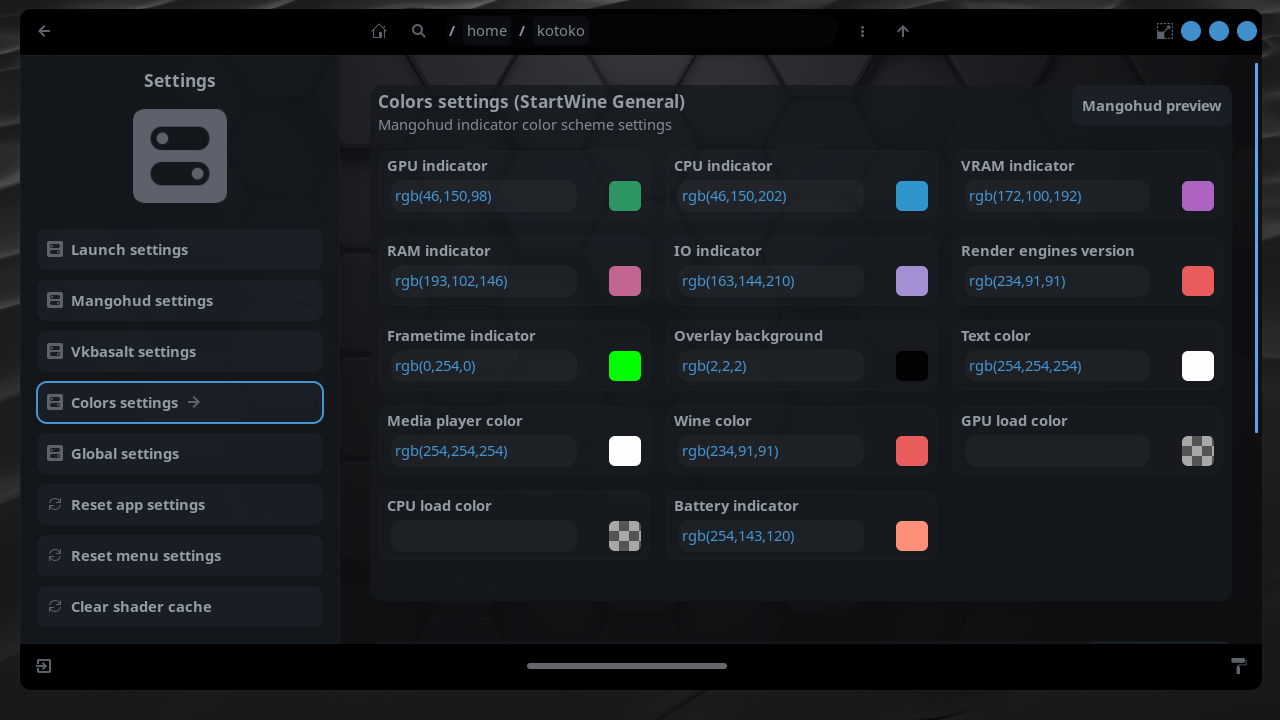 / home / kotoko
Settings
Launch settings
Mangohud settings
Vkbasalt settings
Colors settings
Global settings
Reset app settings
Reset menu settings
Clear shader cache
Colors settings (StartWine General)
Mangohud indicator color scheme settings
Mangohud preview
GPU indicator
rgb(46,150,98)
CPU indicator
rgb(46,150,202)
VRAM indicator
rgb(172,100,192)
RAM indicator
rgb(193,102,146)
IO indicator
rgb(163,144,210)
Render engines version
rgb(234,91,91)
Frametime indicator
rgb(0,254,0)
Overlay background
rgb(2,2,2)
Text color
rgb(254,254,254)
Media player color
rgb(254,254,254)
Wine color
rgb(234,91,91)
GPU load color
CPU load color
Battery indicator
rgb(254,143,120)